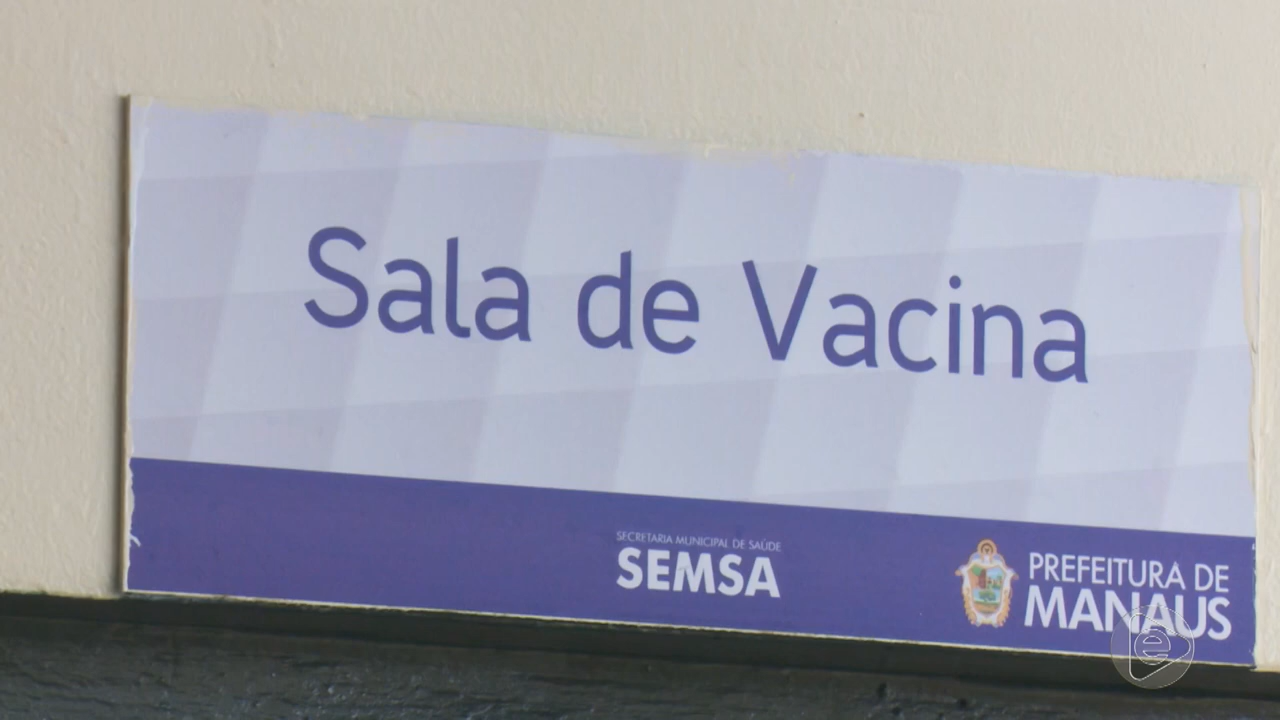 Sala de Vacina
SECRETARIA MUNICIPAL DE SAÚDE
SEMSA
PREFEITURA DE
MANAUS
e